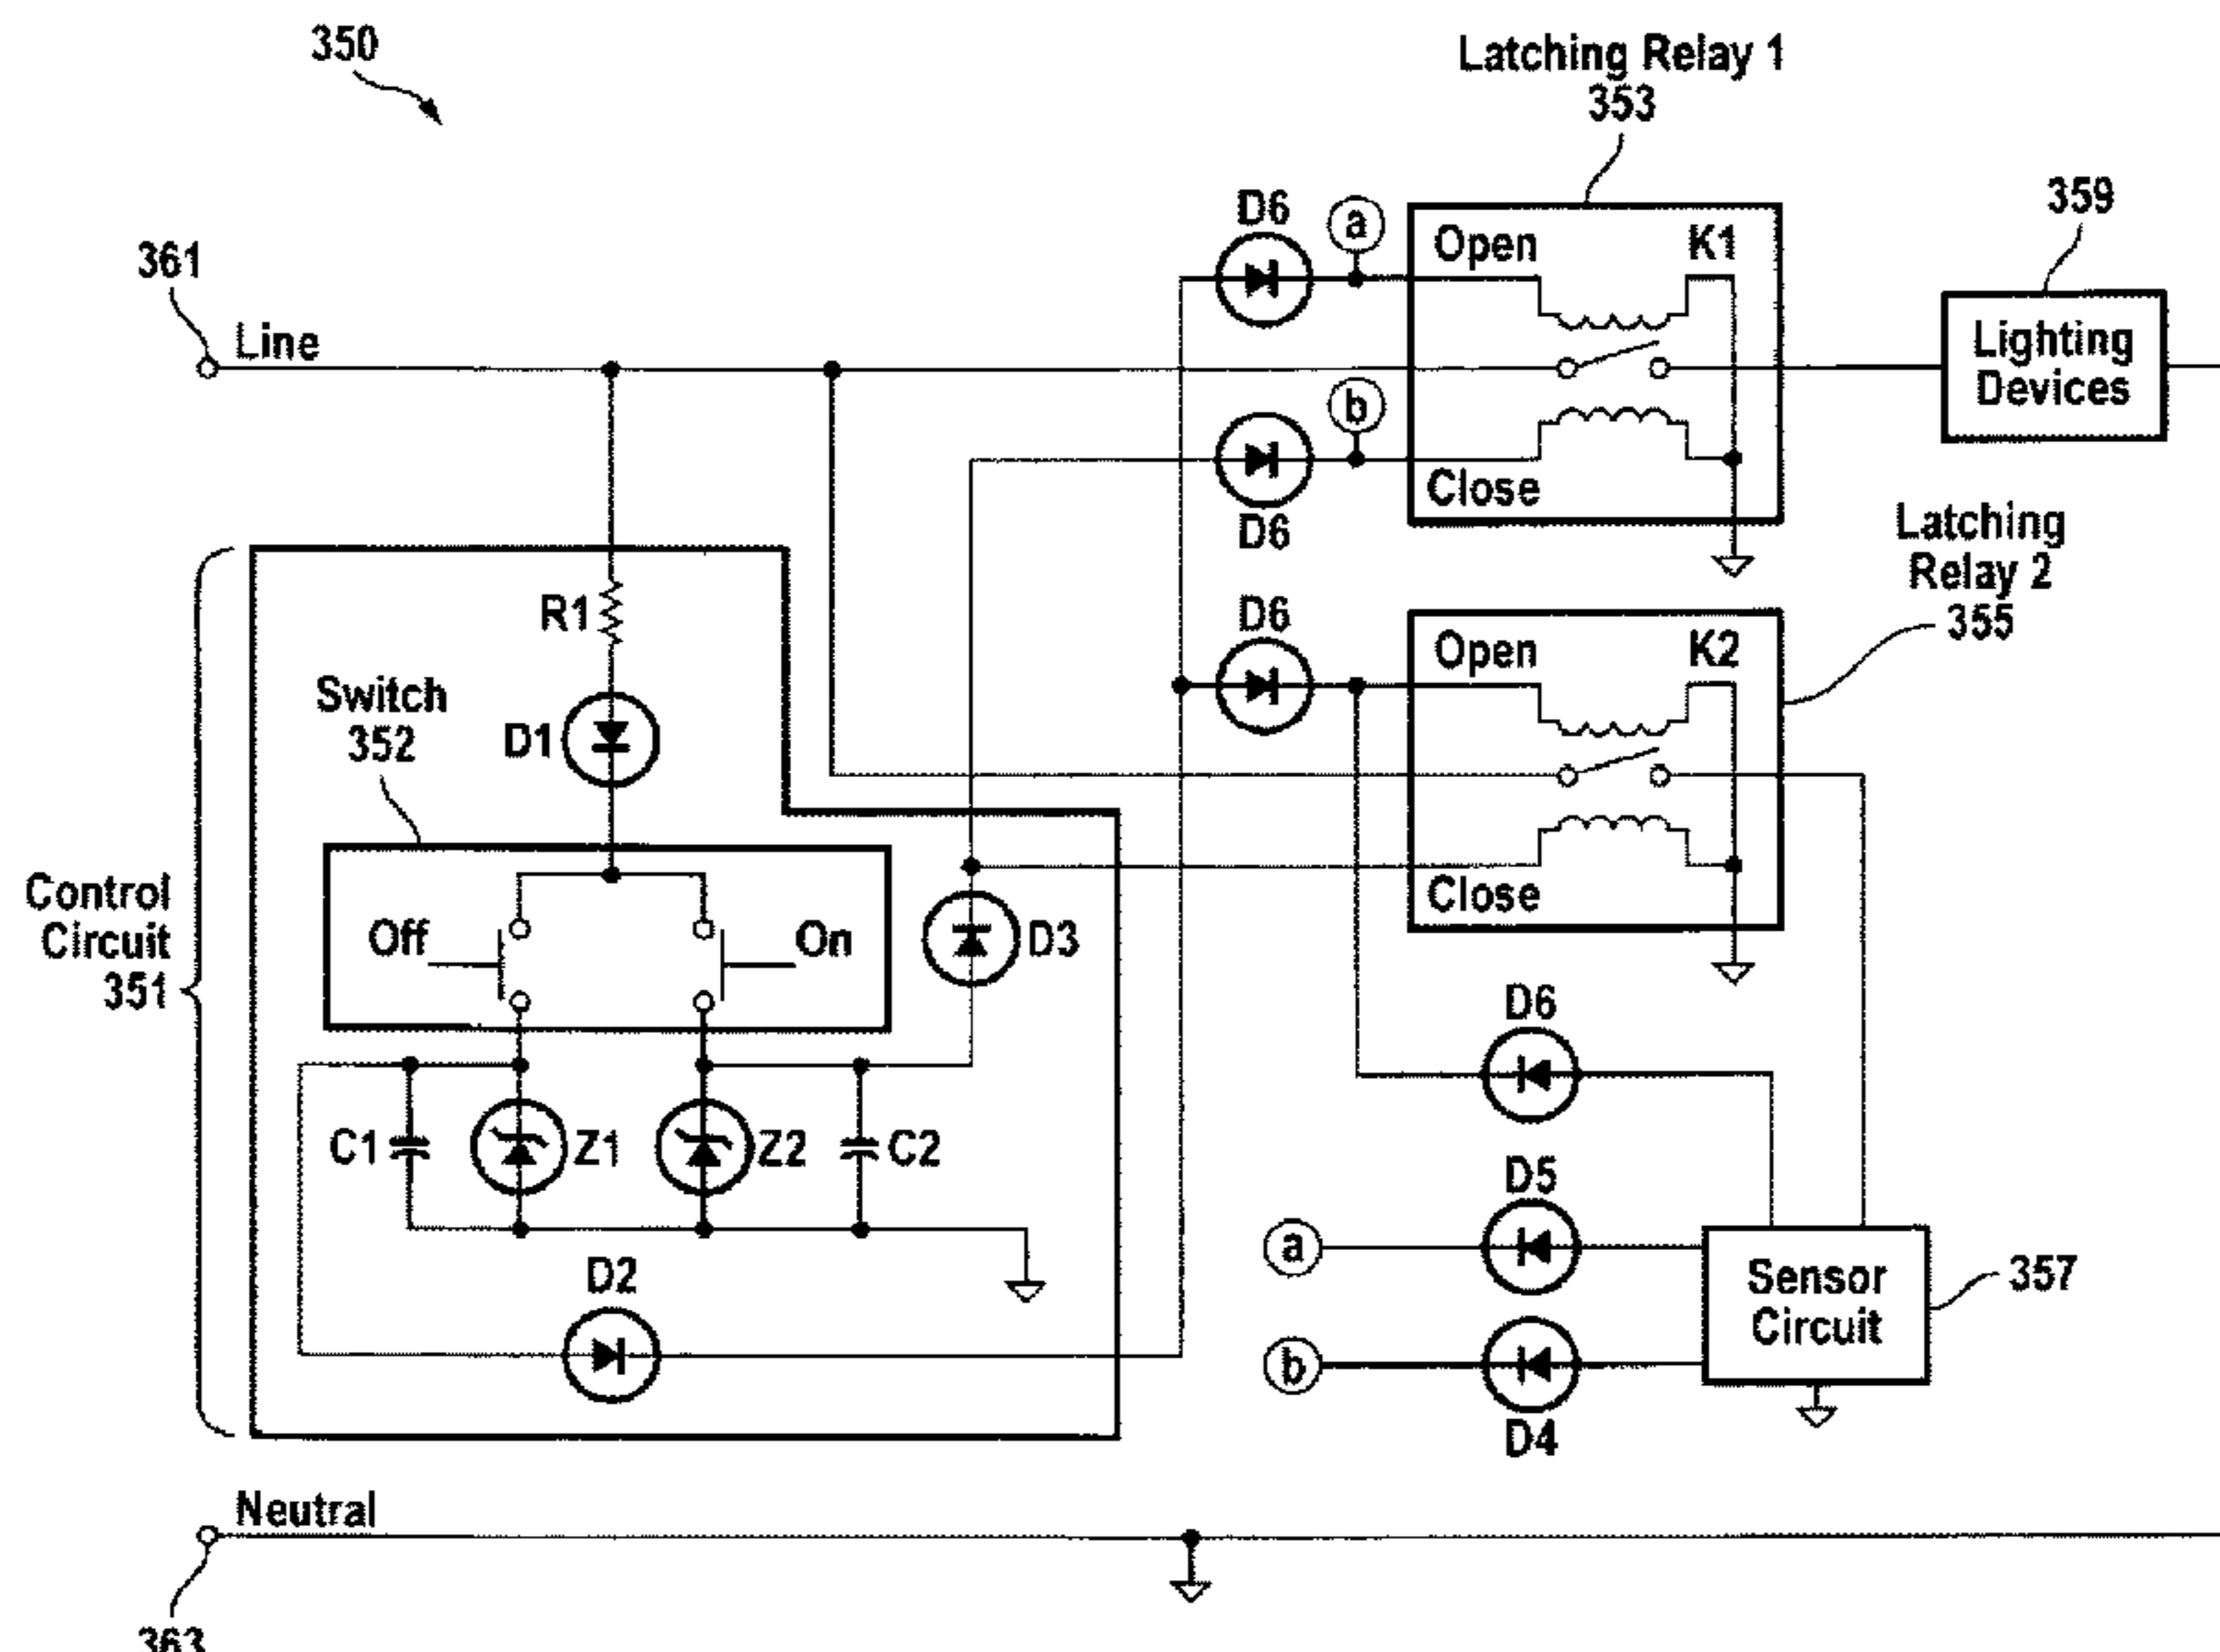 350
Latching Relay 1
353
359
361
Line
D6
a
Open
K1
Lighting
Devices
b
D6
Close
Latching
Relay 2
355
R1
D6
Open
K2
Switch
352
D1
Control
Circuit
351
Off
On
D3
Close
D6
C1
Z1
Z2
C2
D5
a
Sensor
Circuit
357
D2
b
D4
Neutral
363